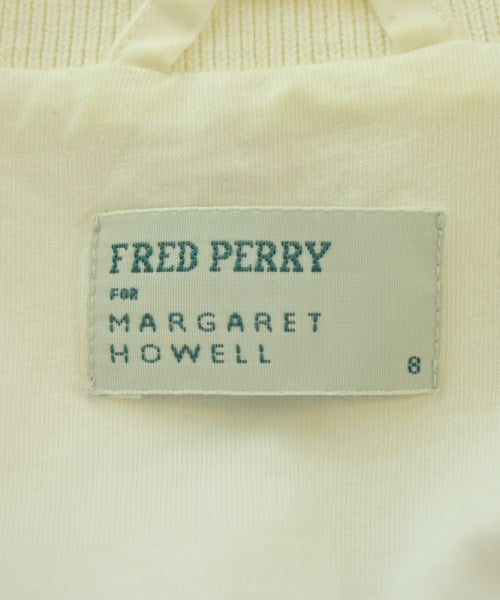 FRED PERRY
FOR
MARGARET
HOWELL 8